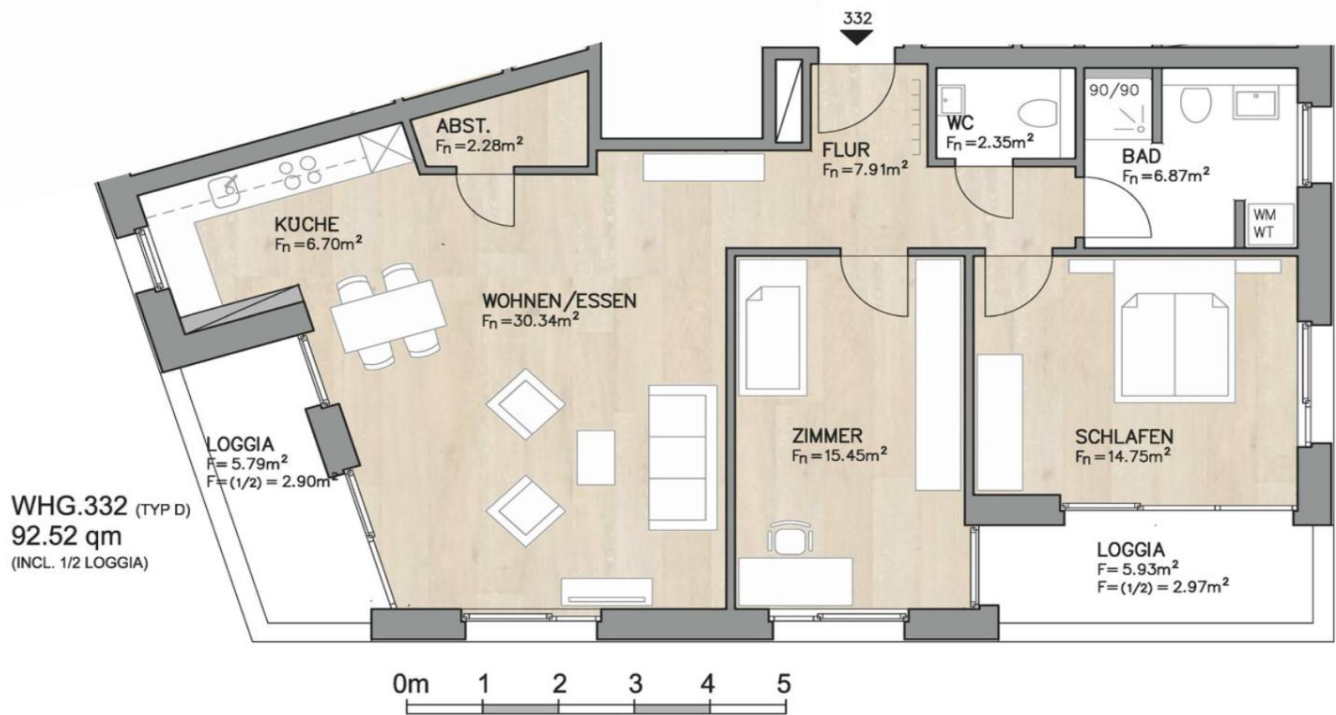 332
ABST.
Fn=2.28m²
KÜCHE
Fn=6.70m²
WOHNEN/ESSEN
Fn=30.34m²
FLUR
Fn=7.91m²
WC
Fn=2.35m²
90/90
BAD
Fn=6.87m²
WM
WT
ZIMMER
Fn=15.45m²
SCHLAFEN
Fn=14.75m²
LOGGIA
F=5.79m²
F=(1/2)=2.90m²
LOGGIA
F=5.93m²
F=(1/2)=2.97m²
WHG.332 (TYP D)
92.52 qm
(INCL. 1/2 LOGGIA)
0m 1 2 3 4 5